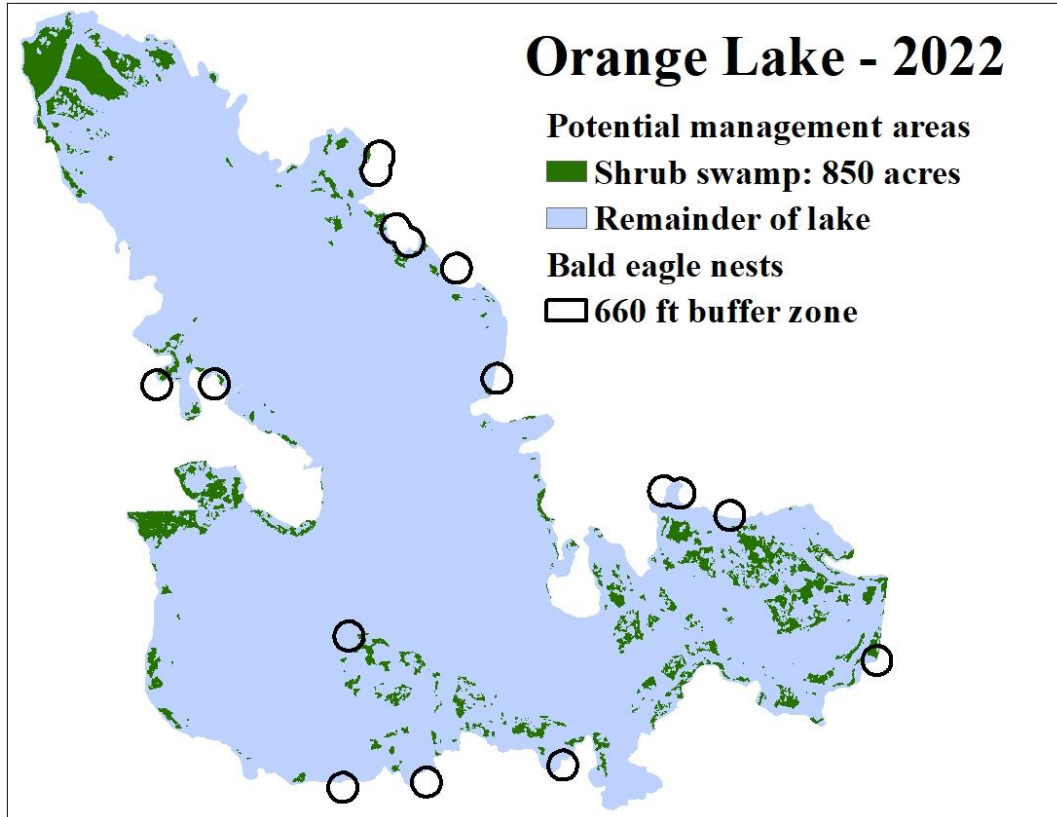 Orange Lake - 2022
Potential management areas
Shrub swamp: 850 acres
Remainder of lake
Bald eagle nests
660 ft buffer zone